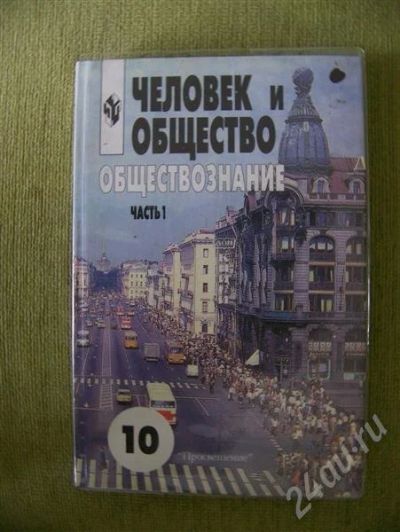 ЧЕЛОВЕК И
ОБЩЕСТВО
ОБЩЕСТВОЗНАНИЕ
ЧАСТЬ 1
10
"Просвещение"
24au.ru